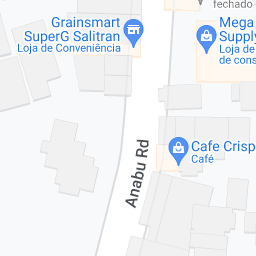 fechado
Grainsmart
SuperG Salitran
Loja de Conveniência
Mega
Supply
Loja de
de cons
Anabu Rd
Cafe Crisp
Café